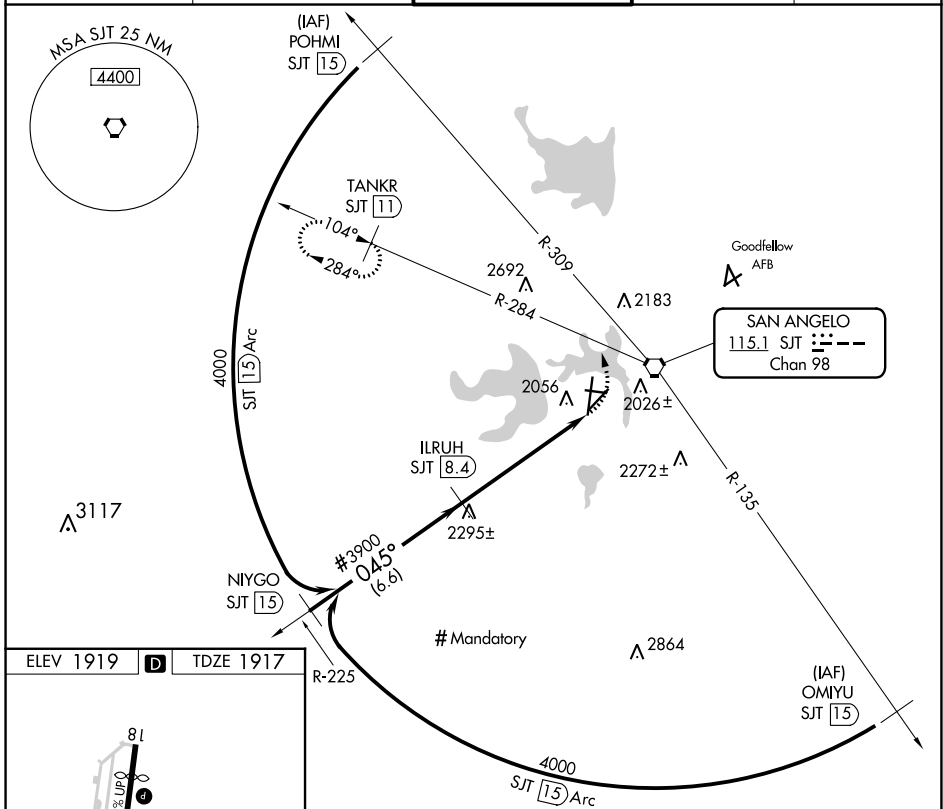 MSA SJT 25 NM
4400
(IAF)
POHMI
SJT 15
TANKR
SJT 11
104°
284°
R-309
R-284
2692
2183
Goodfellow
AFB
SAN ANGELO
115.1 SJT
Chan 98
4000
SJT 15 Arc
2056
2026±
ILRUH
SJT 8.4
2272±
R-135
3117
2295±
#3900
045°
(6.6)
NIYGO
SJT 15
# Mandatory
2864
R-225
(IAF)
OMIYU
SJT 15
4000
SJT 15 Arc
ELEV 1919 D TDZE 1917
18
% UP
P